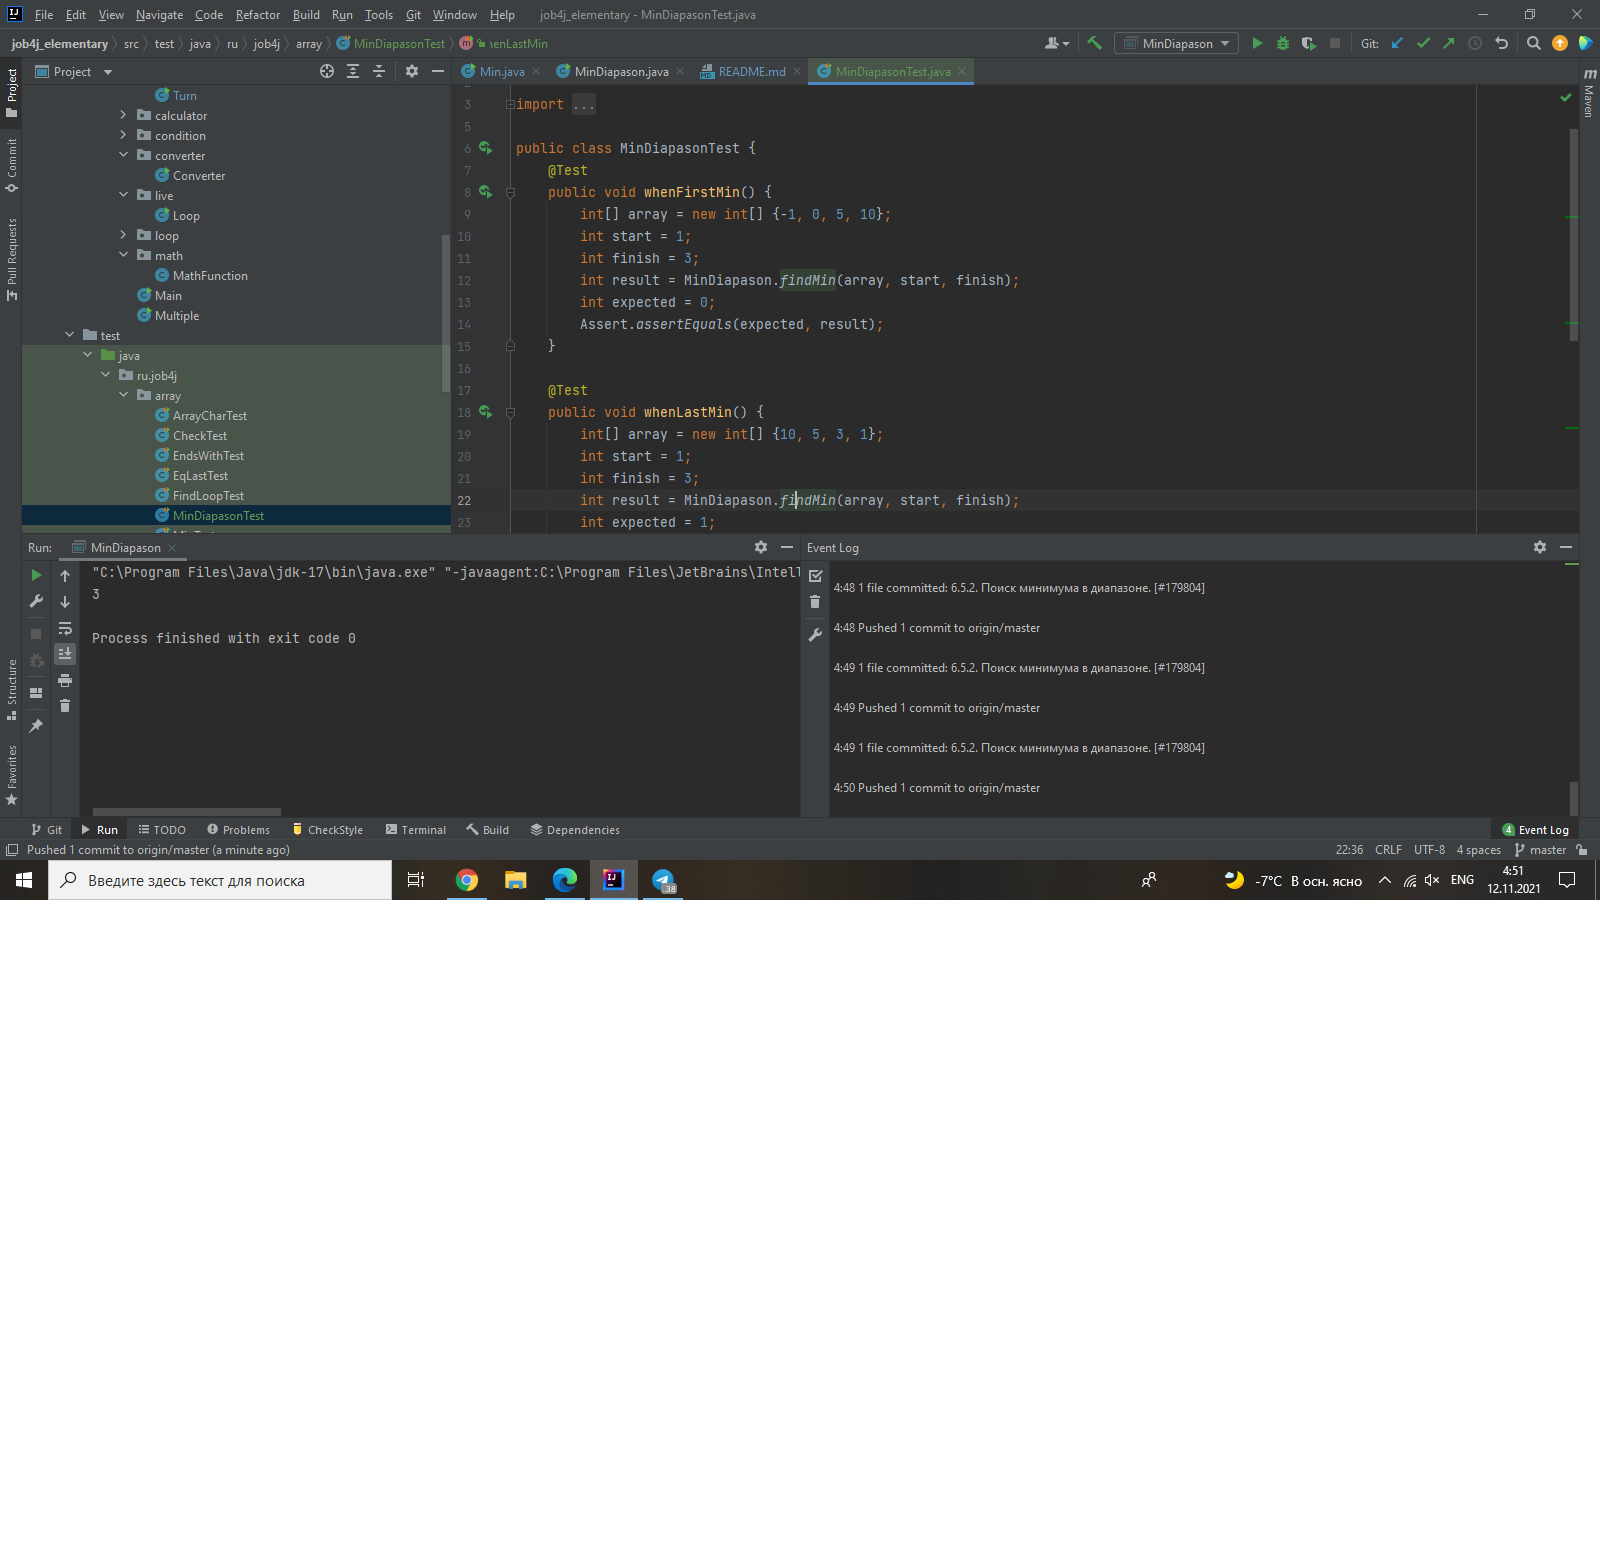 File Edit View Navigate Code Refactor Build Run Tools Git Window Help job4j_elementary - MinDiapasonTest.java
job4j_elementary src test java ru job4j array MinDiapasonTest
MinDiapason Git:
Project
Min.java MinDiapason.java README.md MinDiapasonTest.java
Project
Commit
Pull Requests
Structure
Favorites
Maven
Turn
calculator
condition
converter
Converter
live
Loop
loop
math
MathFunction
Main
Multiple
test
java
ru.job4j
array
ArrayCharTest
CheckTest
EndsWithTest
EqLastTest
FindLoopTest
MinDiapasonTest
3 import ...
5
6 public class MinDiapasonTest {
7 @Test
8 public void whenFirstMin() {
9 int[] array = new int[] {-1, 0, 5, 10};
10 int start = 1;
11 int finish = 3;
12 int result = MinDiapason.findMin(array, start, finish);
13 int expected = 0;
14 Assert.assertEquals(expected, result);
15 }
16
17 @Test
18 public void whenLastMin() {
19 int[] array = new int[] {10, 5, 3, 1};
20 int start = 1;
21 int finish = 3;
22 int result = MinDiapason.findMin(array, start, finish);
23 int expected = 1;
Run: MinDiapason
"C:\Program Files\Java\jdk-17\bin\java.exe" "-javaagent:C:\Program Files\JetBrains\Intell
3
Process finished with exit code 0
Event Log
4:48 1 file committed: 6.5.2. Поиск минимума в диапазоне. [#179804]
4:48 Pushed 1 commit to origin/master
4:49 1 file committed: 6.5.2. Поиск минимума в диапазоне. [#179804]
4:49 Pushed 1 commit to origin/master
4:49 1 file committed: 6.5.2. Поиск минимума в диапазоне. [#179804]
4:50 Pushed 1 commit to origin/master
Git Run TODO Problems CheckStyle Terminal Build Dependencies 4 Event Log
Pushed 1 commit to origin/master (a minute ago) 22:36 CRLF UTF-8 4 spaces master
Введите здесь текст для поиска 38 -7°C В осн. ясно ENG 4:51
12.11.2021